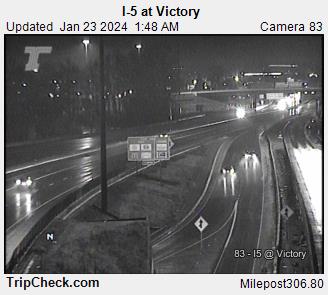 I-5 at Victory
Updated Jan 23 2024 1:48 AM Camera 83
T
N
83 - I5 @ Victory
TripCheck.com Milepost306.80